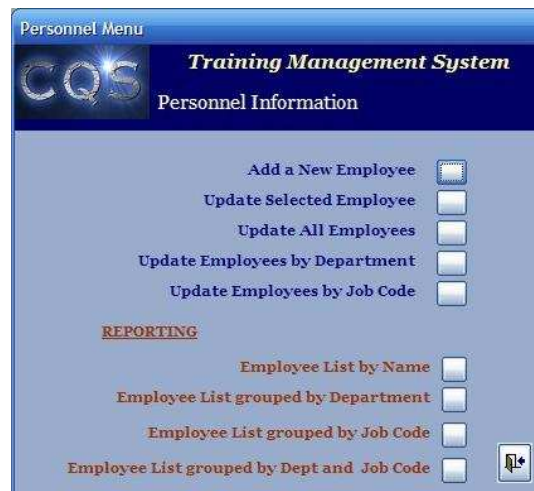 Personnel Menu
CQS
Training Management System
Personnel Information
Add a New Employee
Update Selected Employee
Update All Employees
Update Employees by Department
Update Employees by Job Code
REPORTING
Employee List by Name
Employee List grouped by Department
Employee List grouped by Job Code
Employee List grouped by Dept and Job Code